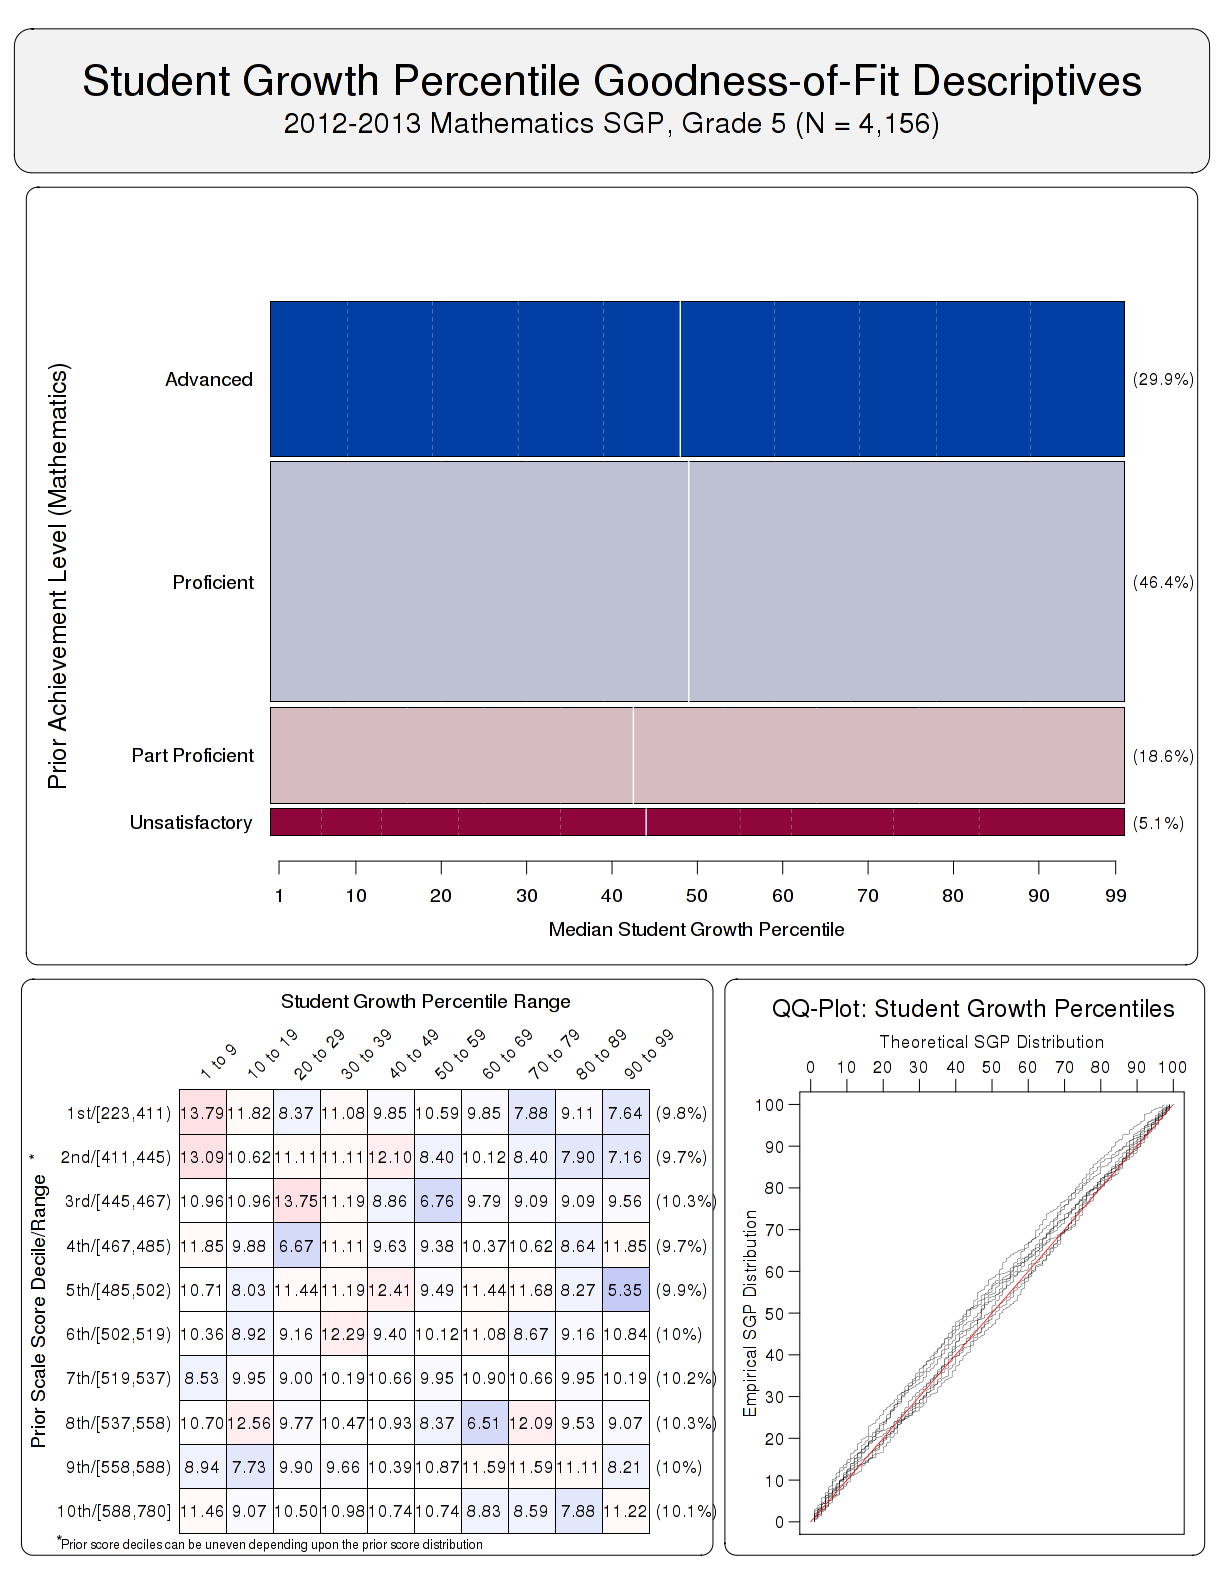 Student Growth Percentile Goodness-of-Fit Descriptives
2012-2013 Mathematics SGP, Grade 5 (N = 4,156)
Prior Achievement Level (Mathematics)
Advanced (29.9%)
Proficient (46.4%)
Part Proficient (18.6%)
Unsatisfactory (5.1%)
1 10 20 30 40 50 60 70 80 90 99
Median Student Growth Percentile
Student Growth Percentile Range
1 to 9 10 to 19 20 to 29 30 to 39 40 to 49 50 to 59 60 to 69 70 to 79 80 to 89 90 to 99
Prior Scale Score Decile/Range *
1st/[223,411) 13.79 11.82 8.37 11.08 9.85 10.59 9.85 7.88 9.11 7.64 (9.8%)
2nd/[411,445) 13.09 10.62 11.11 11.11 12.10 8.40 10.12 8.40 7.90 7.16 (9.7%)
3rd/[445,467) 10.96 10.96 13.75 11.19 8.86 6.76 9.79 9.09 9.09 9.56 (10.3%)
4th/[467,485) 11.85 9.88 6.67 11.11 9.63 9.38 10.37 10.62 8.64 11.85 (9.7%)
5th/[485,502) 10.71 8.03 11.44 11.19 12.41 9.49 11.44 11.68 8.27 5.35 (9.9%)
6th/[502,519) 10.36 8.92 9.16 12.29 9.40 10.12 11.08 8.67 9.16 10.84 (10%)
7th/[519,537) 8.53 9.95 9.00 10.19 10.66 9.95 10.90 10.66 9.95 10.19 (10.2%)
8th/[537,558) 10.70 12.56 9.77 10.47 10.93 8.37 6.51 12.09 9.53 9.07 (10.3%)
9th/[558,588) 8.94 7.73 9.90 9.66 10.39 10.87 11.59 11.59 11.11 8.21 (10%)
10th/[588,780] 11.46 9.07 10.50 10.98 10.74 10.74 8.83 8.59 7.88 11.22 (10.1%)
*Prior score deciles can be uneven depending upon the prior score distribution
QQ-Plot: Student Growth Percentiles
Theoretical SGP Distribution
0 10 20 30 40 50 60 70 80 90 100
Empirical SGP Distribution
100
90
80
70
60
50
40
30
20
10
0